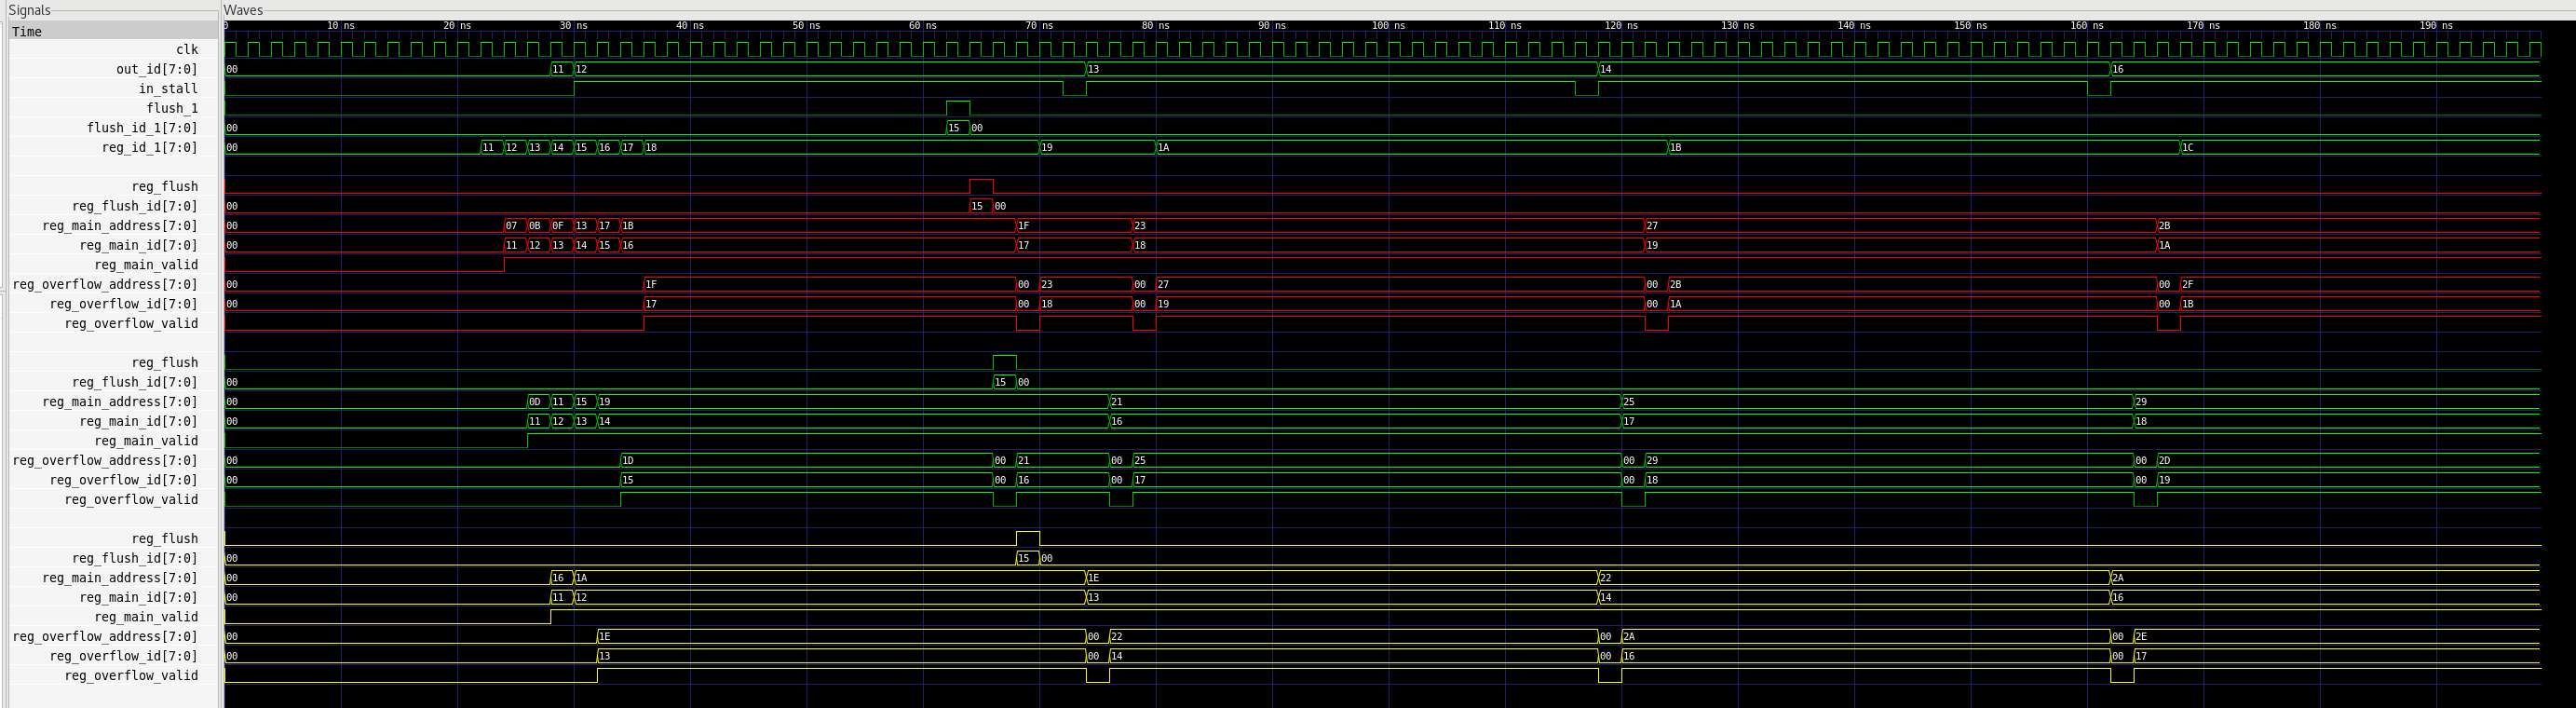 Signals Waves
Time 0 10 ns 20 ns 30 ns 40 ns 50 ns 60 ns 70 ns 80 ns 90 ns 100 ns 110 ns 120 ns 130 ns 140 ns 150 ns 160 ns 170 ns 180 ns 190 ns
clk
out_id[7:0] 00 11 12 13 14 16
in_stall
flush_1
flush_id_1[7:0] 00 15 00
reg_id_1[7:0] 00 11 12 13 14 15 16 17 18 19 1A 1B 1C
reg_flush
reg_flush_id[7:0] 00 15 00
reg_main_address[7:0] 00 07 0B 0F 13 17 1B 1F 23 27 2B
reg_main_id[7:0] 00 11 12 13 14 15 16 17 18 19 1A
reg_main_valid
reg_overflow_address[7:0] 00 1F 00 23 00 27 00 2B 00 2F
reg_overflow_id[7:0] 00 17 00 18 00 19 00 1A 00 1B
reg_overflow_valid
reg_flush
reg_flush_id[7:0] 00 15 00
reg_main_address[7:0] 00 0D 11 15 19 21 25 29
reg_main_id[7:0] 00 11 12 13 14 16 17 18
reg_main_valid
reg_overflow_address[7:0] 00 1D 00 21 00 25 00 29 00 2D
reg_overflow_id[7:0] 00 15 00 16 00 17 00 18 00 19
reg_overflow_valid
reg_flush
reg_flush_id[7:0] 00 15 00
reg_main_address[7:0] 00 16 1A 1E 22 2A
reg_main_id[7:0] 00 11 12 13 14 16
reg_main_valid
reg_overflow_address[7:0] 00 1E 00 22 00 2A 00 2E
reg_overflow_id[7:0] 00 13 00 14 00 16 00 17
reg_overflow_valid